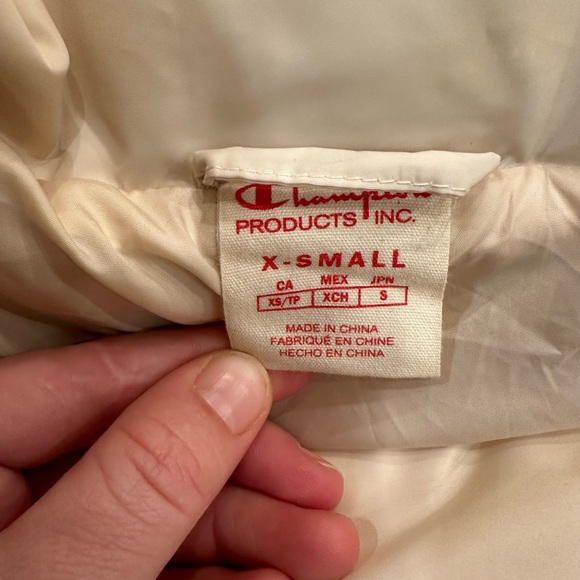 Champion
PRODUCTS INC.
X-SMALL
CA MEX JPN
XS/TP XCH S
MADE IN CHINA
FABRIQUÉ EN CHINE
HECHO EN CHINA